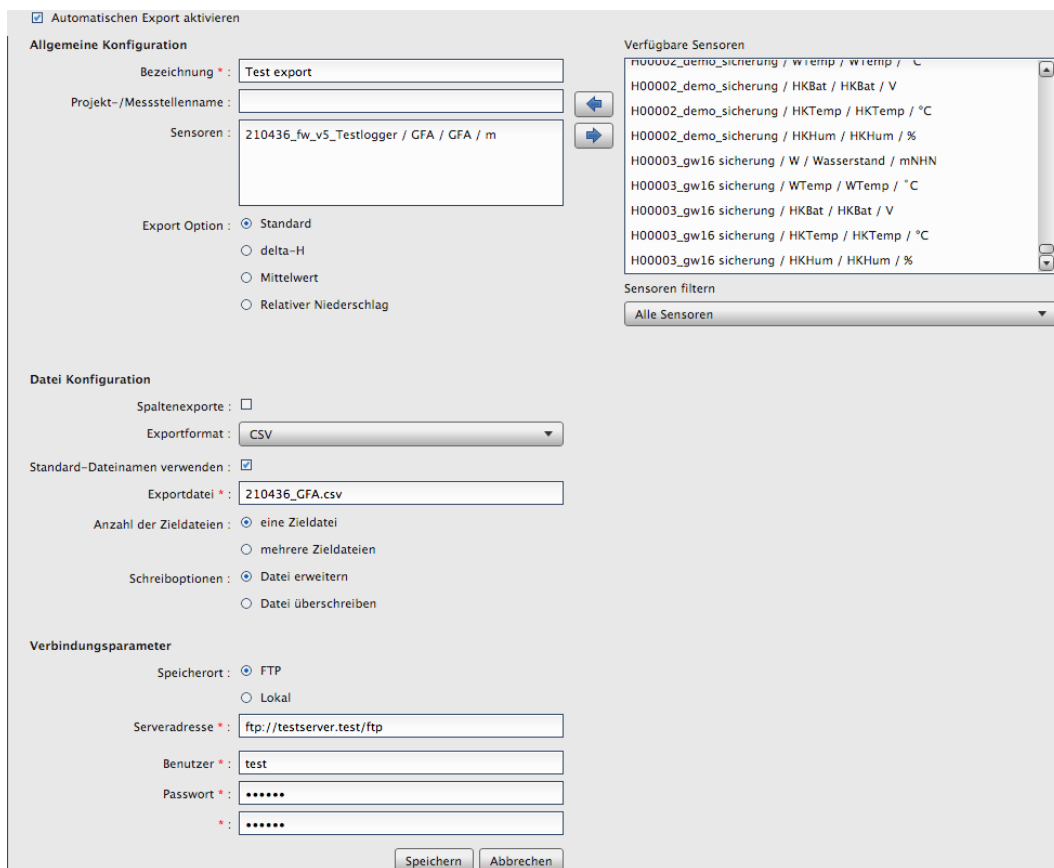 Automatischen Export aktivieren
Allgemeine Konfiguration
Bezeichnung * : Test export
Projekt-/Messstellenname :
Sensoren : 210436_fw_v5_Testlogger / GFA / GFA / m
Export Option : Standard
delta-H
Mittelwert
Relativer Niederschlag
Verfügbare Sensoren
H00002_demo_sicherung / WTemp / WTemp / ˚C
H00002_demo_sicherung / HKBat / HKBat / V
H00002_demo_sicherung / HKTemp / HKTemp / °C
H00002_demo_sicherung / HKHum / HKHum / %
H00003_gw16 sicherung / W / Wasserstand / mNHN
H00003_gw16 sicherung / WTemp / WTemp / ˚C
H00003_gw16 sicherung / HKBat / HKBat / V
H00003_gw16 sicherung / HKTemp / HKTemp / °C
H00003_gw16 sicherung / HKHum / HKHum / %
Sensoren filtern
Alle Sensoren
Datei Konfiguration
Spaltenexporte :
Exportformat : CSV
Standard-Dateinamen verwenden :
Exportdatei * : 210436_GFA.csv
Anzahl der Zieldateien : eine Zieldatei
mehrere Zieldateien
Schreiboptionen : Datei erweitern
Datei überschreiben
Verbindungsparameter
Speicherort : FTP
Lokal
Serveradresse * : ftp://testserver.test/ftp
Benutzer * : test
Passwort * : ••••••
* : ••••••
Speichern Abbrechen